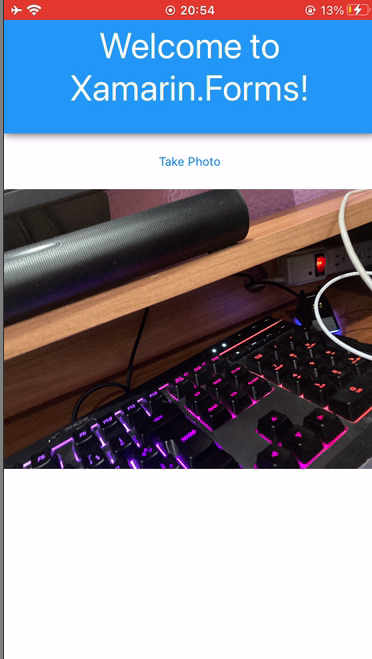 20:54
13%
Welcome to
Xamarin.Forms!
Take Photo